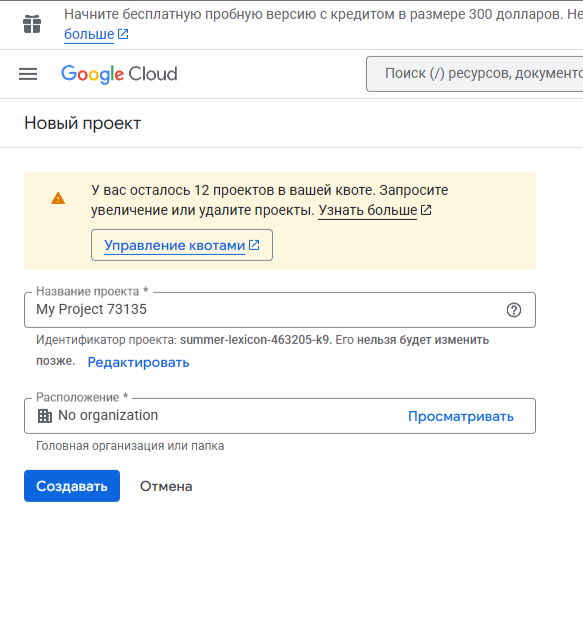 Начните бесплатную пробную версию с кредитом в размере 300 долларов. Не
больше
Google Cloud
Поиск (/) ресурсов, документо
Новый проект
У вас осталось 12 проектов в вашей квоте. Запросите
увеличение или удалите проекты. Узнать больше
Управление квотами
Название проекта *
My Project 73135
Идентификатор проекта: summer-lexicon-463205-k9. Его нельзя будет изменить
позже. Редактировать
Расположение *
No organization Просматривать
Головная организация или папка
Создавать Отмена